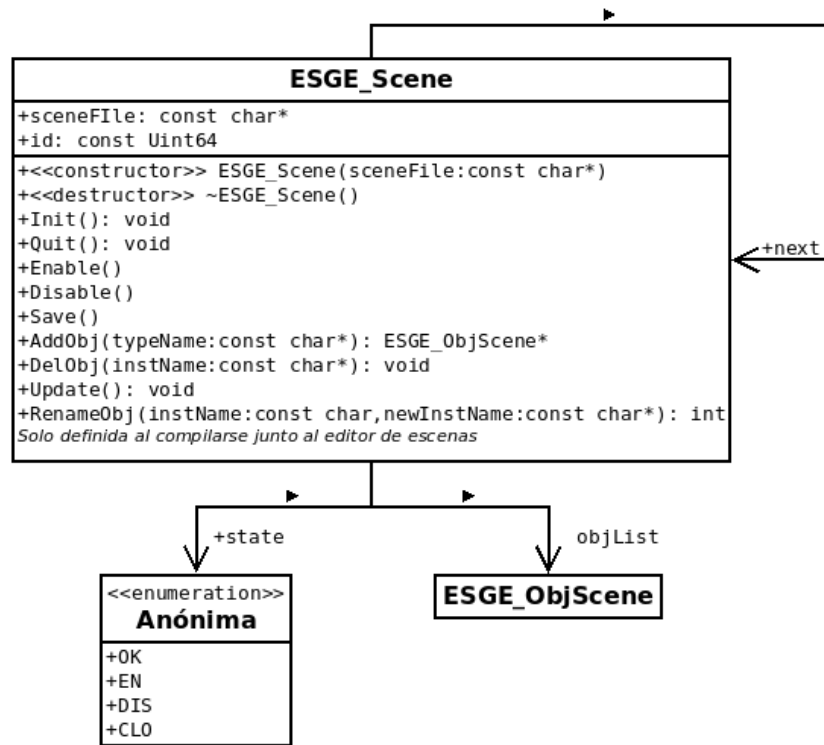 ESGE_Scene
+sceneFIle: const char*
+id: const Uint64
+<<constructor>> ESGE_Scene(sceneFile:const char*)
+<<destructor>> ~ESGE_Scene()
+Init(): void
+Quit(): void
+Enable()
+Disable()
+Save()
+AddObj(typeName:const char*): ESGE_ObjScene*
+DelObj(instName:const char*): void
+Update(): void
+RenameObj(instName:const char,newInstName:const char*): int
Solo definida al compilarse junto al editor de escenas
+next
+state
objList
<<enumeration>>
Anónima
+OK
+EN
+DIS
+CLO
ESGE_ObjScene